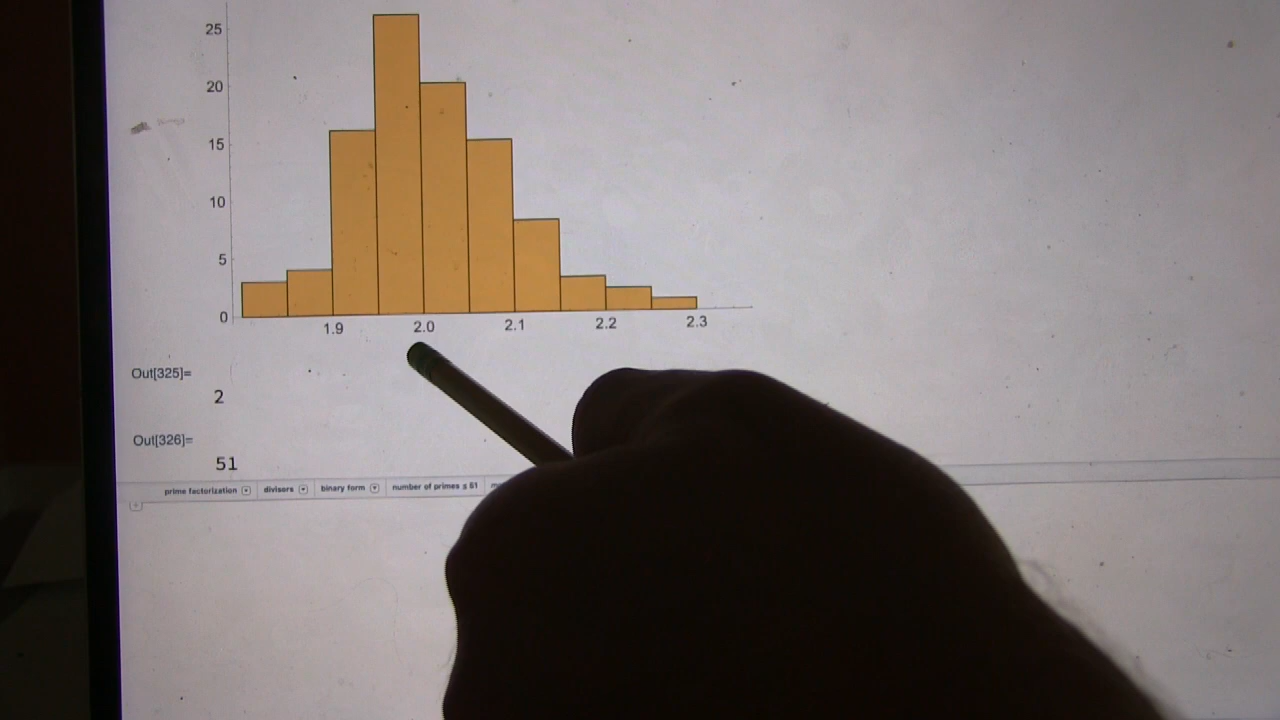 25
20
15
10
5
0
1.9 2.0 2.1 2.2 2.3
Out[325]=
2
Out[326]=
51
prime factorization divisors binary form number of primes ≤ 51